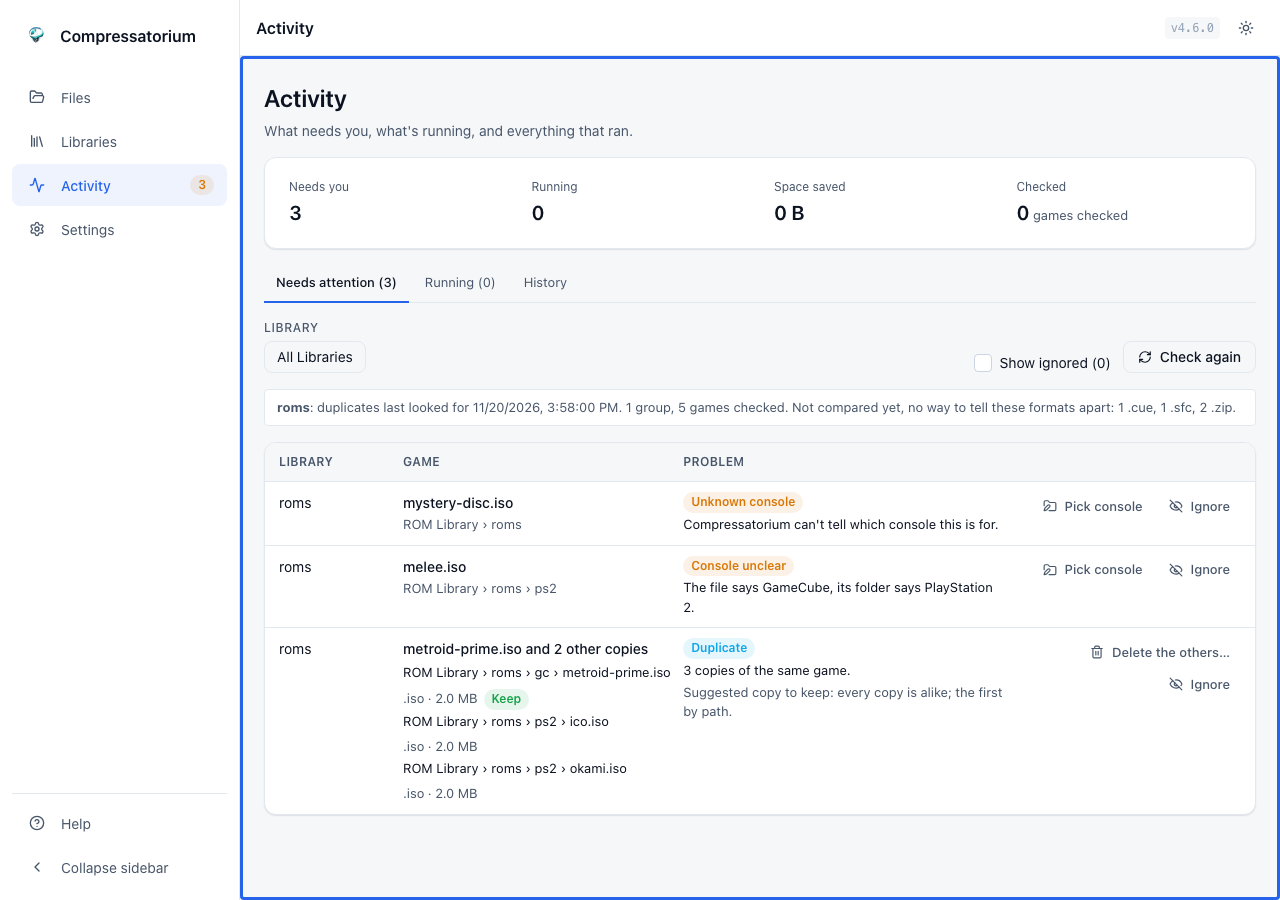 Compressatorium
Activity
v4.6.0
Files
Libraries
Activity 3
Settings
Help
Collapse sidebar
Activity
What needs you, what's running, and everything that ran.
Needs you
3
Running
0
Space saved
0 B
Checked
0 games checked
Needs attention (3) Running (0) History
LIBRARY
All Libraries
Show ignored (0)
Check again
roms: duplicates last looked for 11/20/2026, 3:58:00 PM. 1 group, 5 games checked. Not compared yet, no way to tell these formats apart: 1 .cue, 1 .sfc, 2 .zip.
LIBRARY GAME PROBLEM
roms
mystery-disc.iso
ROM Library › roms
Unknown console
Compressatorium can't tell which console this is for.
Pick console
Ignore
roms
melee.iso
ROM Library › roms › ps2
Console unclear
The file says GameCube, its folder says PlayStation
2.
Pick console
Ignore
roms
metroid-prime.iso and 2 other copies
ROM Library › roms › gc › metroid-prime.iso
.iso · 2.0 MB Keep
ROM Library › roms › ps2 › ico.iso
.iso · 2.0 MB
ROM Library › roms › ps2 › okami.iso
.iso · 2.0 MB
Duplicate
3 copies of the same game.
Suggested copy to keep: every copy is alike; the first
by path.
Delete the others...
Ignore